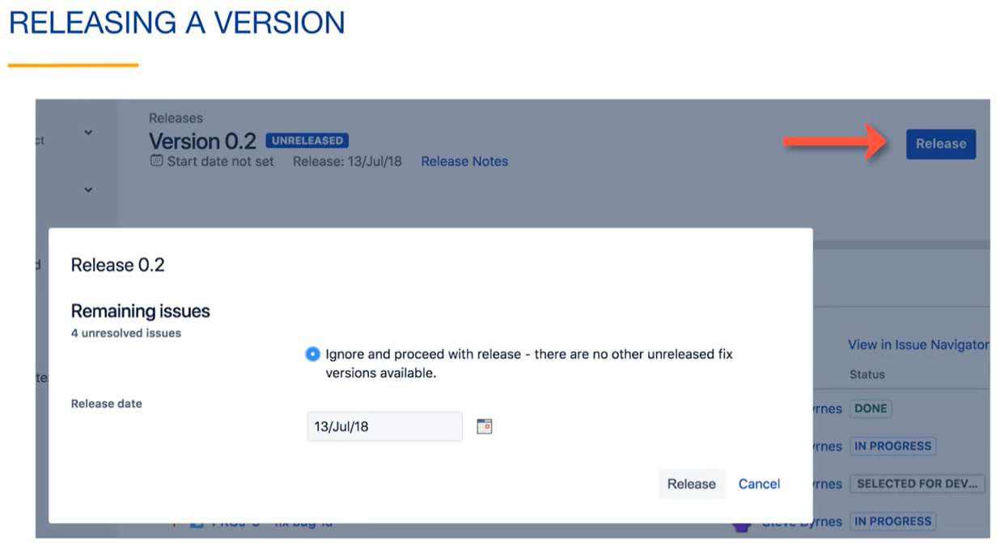 RELEASING A VERSION
ct
Releases
Version 0.2 UNRELEASED
Start date not set Release: 13/Jul/18 Release Notes
Release
d
Release 0.2
Remaining issues
4 unresolved issues
Ignore and proceed with release - there are no other unreleased fix
versions available.
View in Issue Navigator
Status
te
Release date
13/Jul/18
rnes DONE
rnes IN PROGRESS
Release Cancel
rnes SELECTED FOR DEV...
Steve Byrnes IN PROGRESS